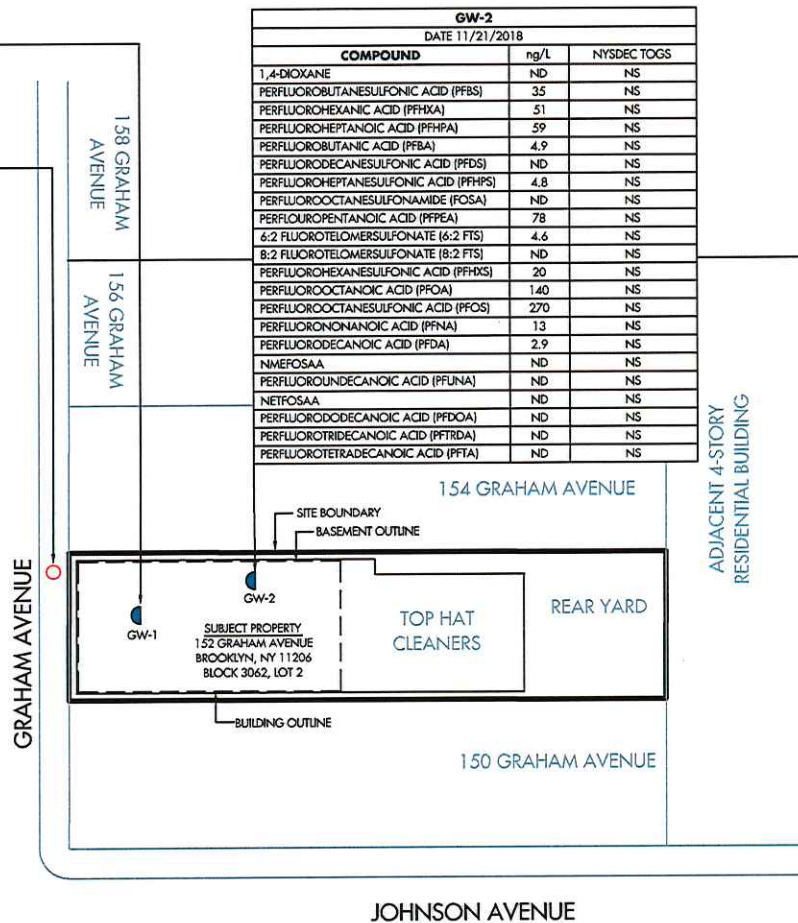 GW-2
DATE 11/21/2018
COMPOUND ng/L NYSDEC TOGS
1,4-DIOXANE ND NS
PERFLUOROBUTANESULFONIC ACID (PFBS) 35 NS
PERFLUOROHEXANIC ACID (PFHXA) 51 NS
PERFLUOROHEPTANOIC ACID (PFHPA) 59 NS
PERFLUOROBUTANIC ACID (PFBA) 4.9 NS
PERFLUORODECANESULFONIC ACID (PFDS) ND NS
PERFLUOROHEPTANESULFONIC ACID (PFHPS) 4.8 NS
PERFLUOROOCTANESULFONAMIDE (FOSA) ND NS
PERFLOUROPENTANOIC ACID (PFPEA) 78 NS
6:2 FLUOROTELOMERSULFONATE (6:2 FTS) 4.6 NS
8:2 FLUOROTELOMERSULFONATE (8:2 FTS) ND NS
PERFLUOROHEXANESULFONIC ACID (PFHXS) 20 NS
PERFLUOROOCTANOIC ACID (PFOA) 140 NS
PERFLUOROOCTANESULFONIC ACID (PFOS) 270 NS
PERFLUORONONANOIC ACID (PFNA) 13 NS
PERFLUORODECANOIC ACID (PFDA) 2.9 NS
NMEFOSAA ND NS
PERFLUOROUNDECANOIC ACID (PFUNA) ND NS
NETFOSAA ND NS
PERFLUORODODECANOIC ACID (PFDOA) ND NS
PERFLUOROTRIDECANOIC ACID (PFTRDA) ND NS
PERFLUOROTETRADECANOIC ACID (PFTA) ND NS
158 GRAHAM
AVENUE
156 GRAHAM
AVENUE
154 GRAHAM AVENUE
ADJACENT 4-STORY
RESIDENTIAL BUILDING
SITE BOUNDARY
BASEMENT OUTLINE
GRAHAM AVENUE
GW-1
GW-2
SUBJECT PROPERTY
152 GRAHAM AVENUE
BROOKLYN, NY 11206
BLOCK 3062, LOT 2
TOP HAT
CLEANERS
REAR YARD
BUILDING OUTLINE
150 GRAHAM AVENUE
JOHNSON AVENUE